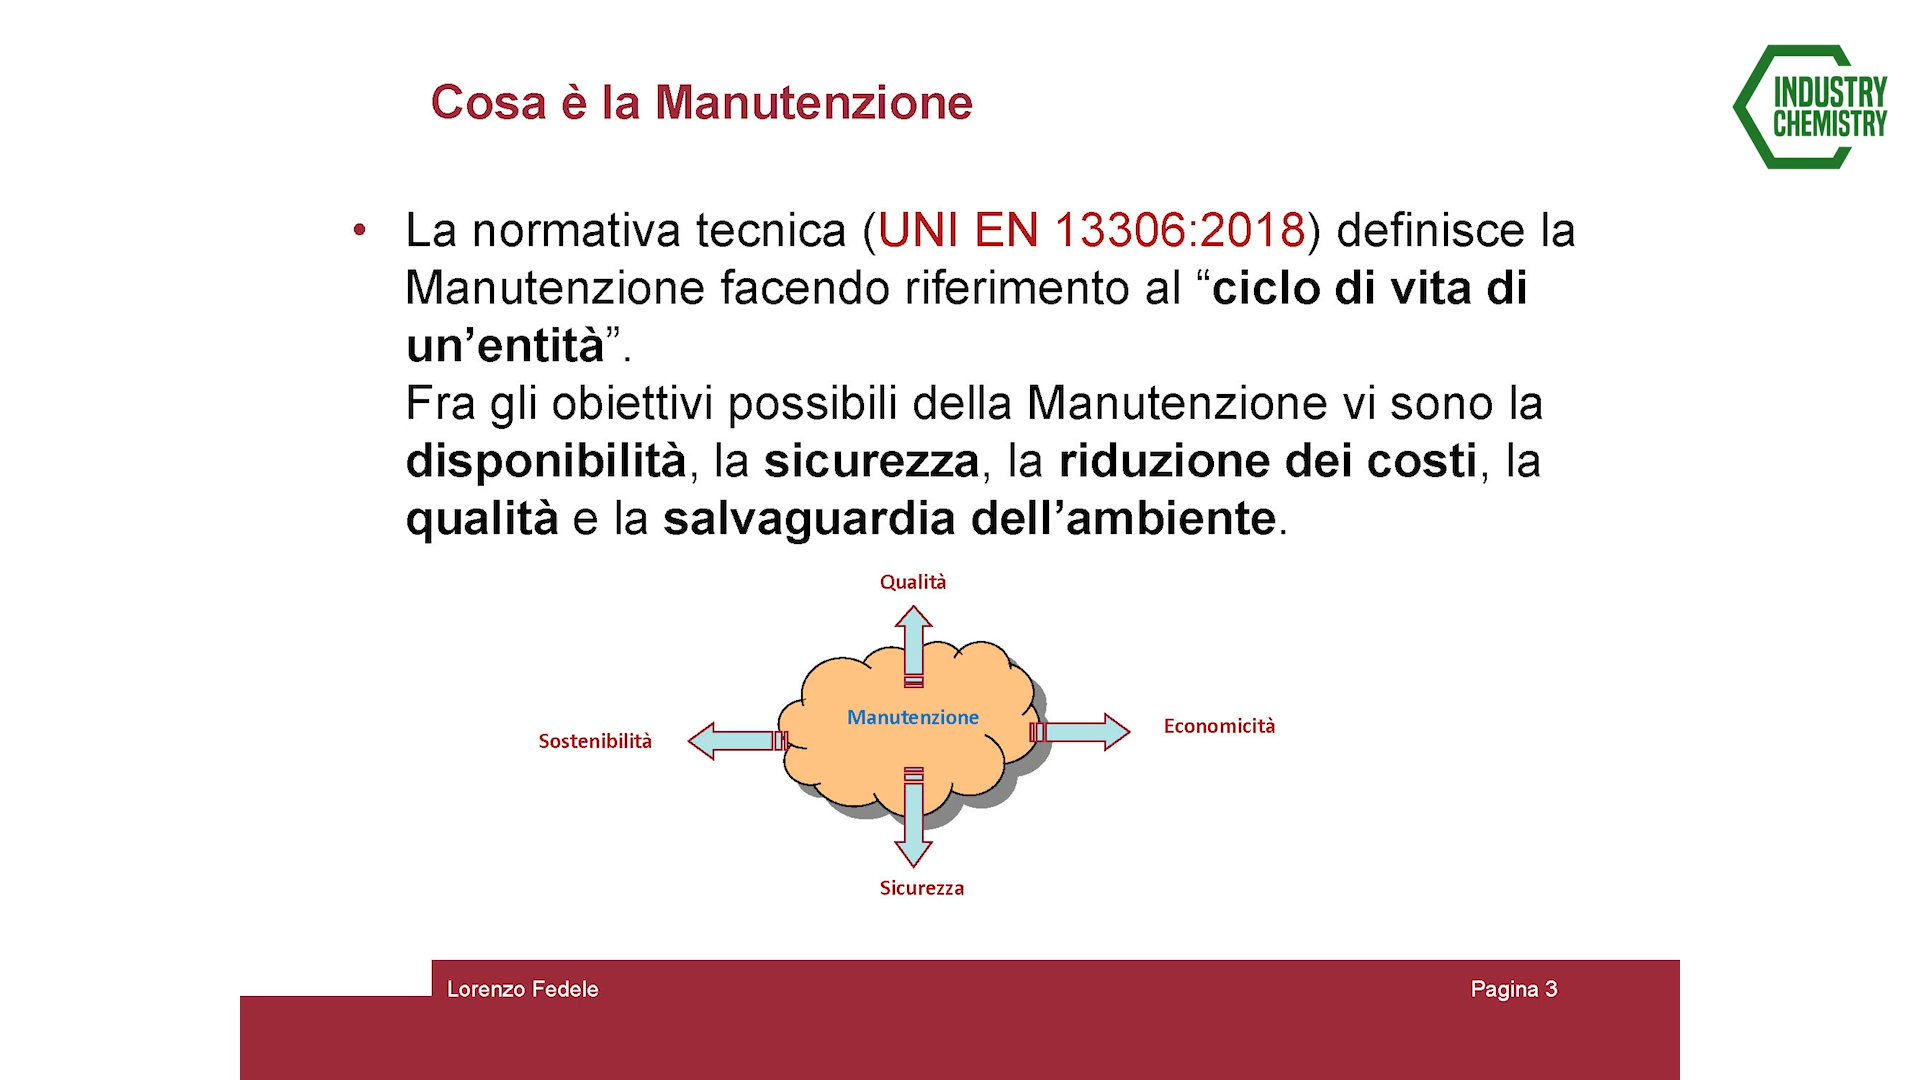 Cosa è la Manutenzione
INDUSTRY
CHEMISTRY
• La normativa tecnica (UNI EN 13306:2018) definisce la
Manutenzione facendo riferimento al “ciclo di vita di
un’entità”.
Fra gli obiettivi possibili della Manutenzione vi sono la
disponibilità, la sicurezza, la riduzione dei costi, la
qualità e la salvaguardia dell’ambiente.
Qualità
Manutenzione
Sostenibilità
Economicità
Sicurezza
Lorenzo Fedele
Pagina 3